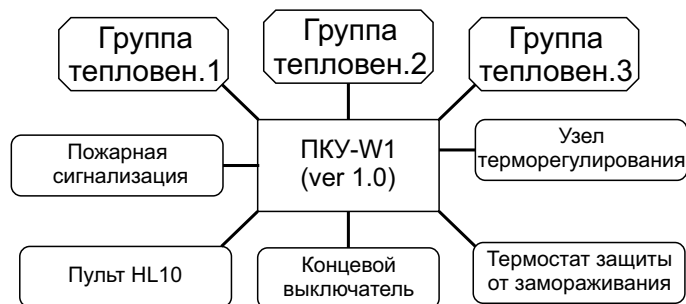 Группа
тепловен.1
Группа
тепловен.2
Группа
тепловен.3
Пожарная
сигнализация
ПКУ-W1
(ver 1.0)
Узел
терморегулирования
Пульт HL10
Концевой
выключатель
Термостат защиты
от замораживания